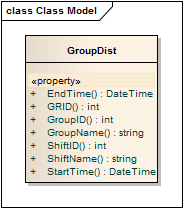 class Class Model
GroupDist
«property»
+ EndTime() : DateTime
+ GRID() : int
+ GroupID() : int
+ GroupName() : string
+ ShiftID() : int
+ ShiftName() : string
+ StartTime() : DateTime